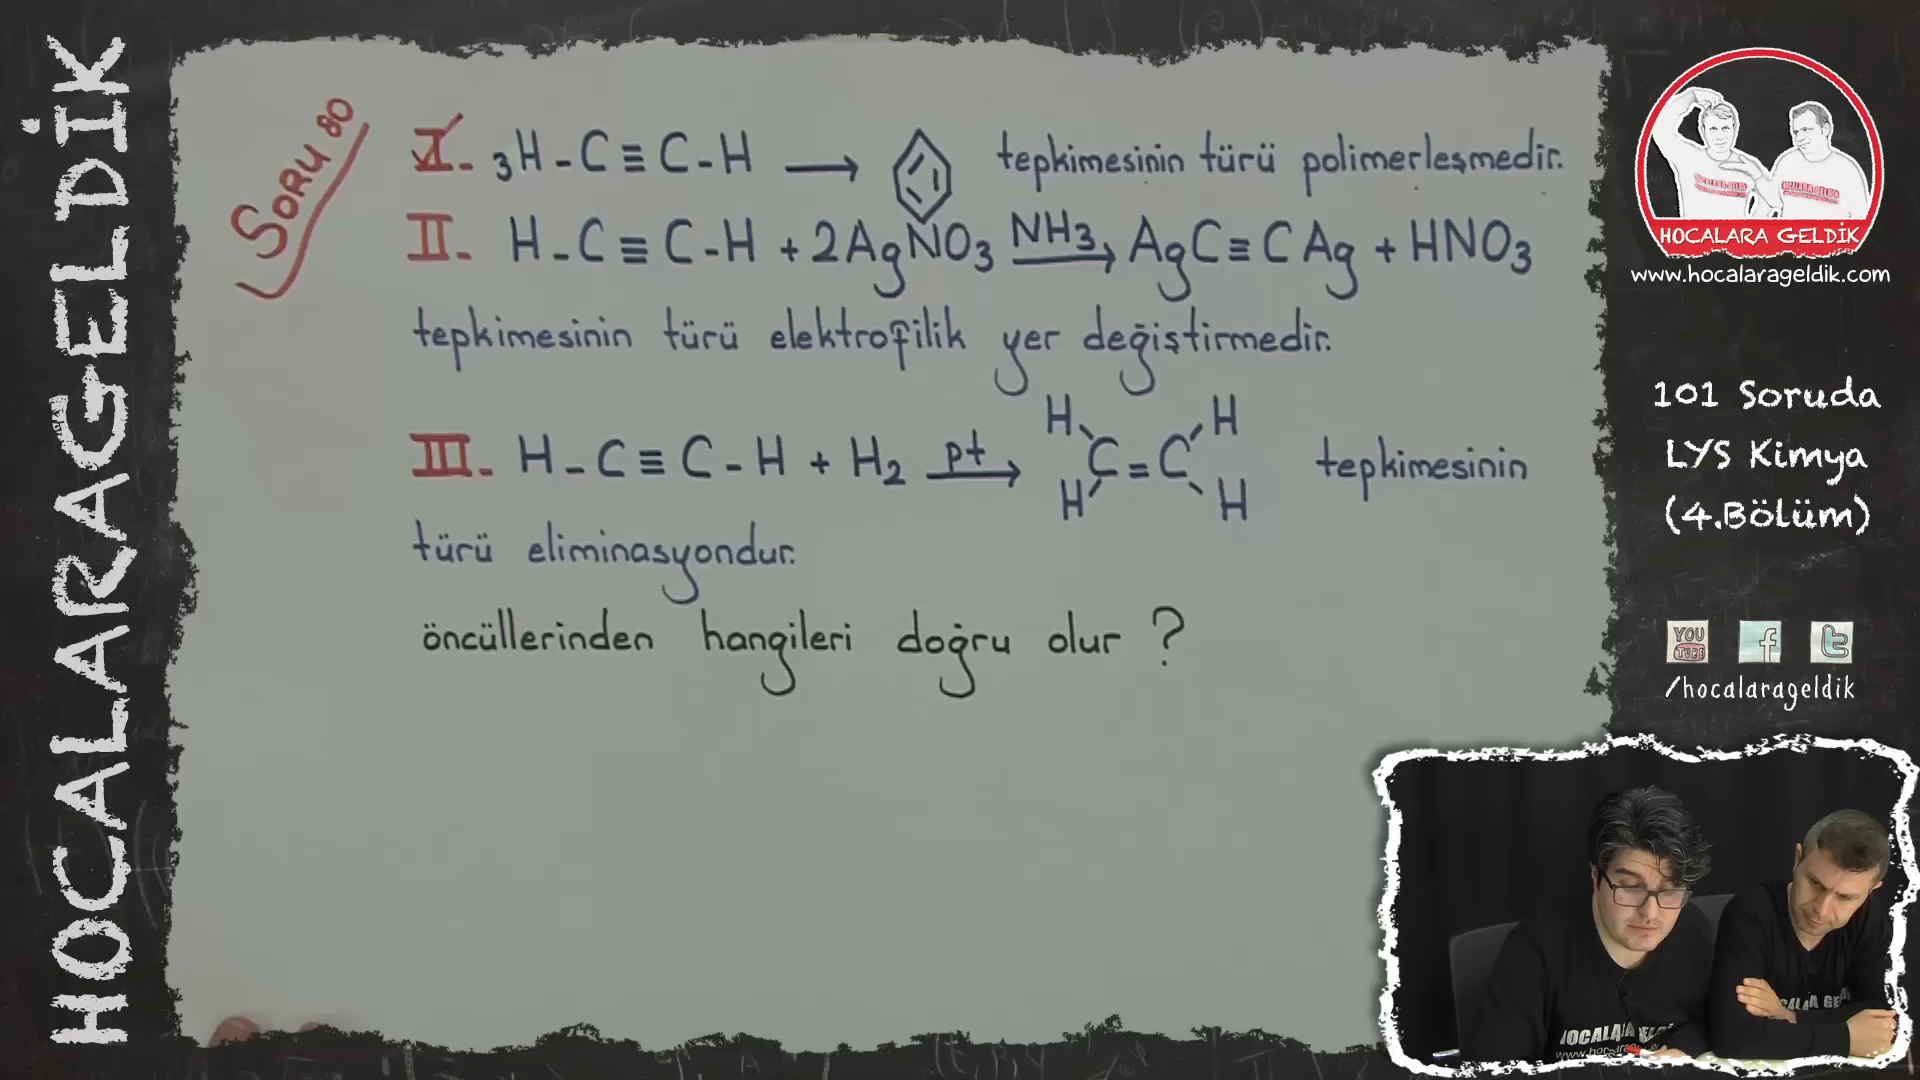 HOCALARAGELDİK
SORU 80
I- 3H-C≡C-H → tepkimesinin türü polimerleşmedir.
II- H-C≡C-H + 2AgNO3 NH3→ AgC≡CAg + HNO3
tepkimesinin türü elektrofilik yer değiştirmedir.
III- H-C≡C-H + H2 pt→ H H C=C H H tepkimesinin
türü eliminasyondur.
öncüllerinden hangileri doğru olur ?
HOCALARA GELDİK
www.hocalarageldik.com
101 Soruda
LYS Kimya
(4.Bölüm)
YOU
TUBE
f
t
/hocalarageldik